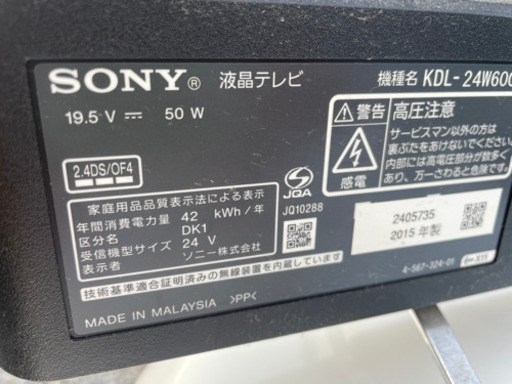 SONY® 液晶テレビ 機種名 KDL-24W600
19.5 V ⎓ 50 W
⚠警告 高圧注意
サービスマン以外の方は
裏ぶたをあけないでください
内部には高電圧部分が数多く
あり、万一さわると危険です
感電
2.4DS/OF4
JQA
JQ10288
家庭用品品質表示法による表示
年間消費電力量 42 kWh/年
区分名 DK1
受信機型サイズ 24 V
ソニー株式会社
2405735
2015年製
技術基準適合証明済みの無線装置を内蔵しています
4-567-324-01
MADE IN MALAYSIA >PP<